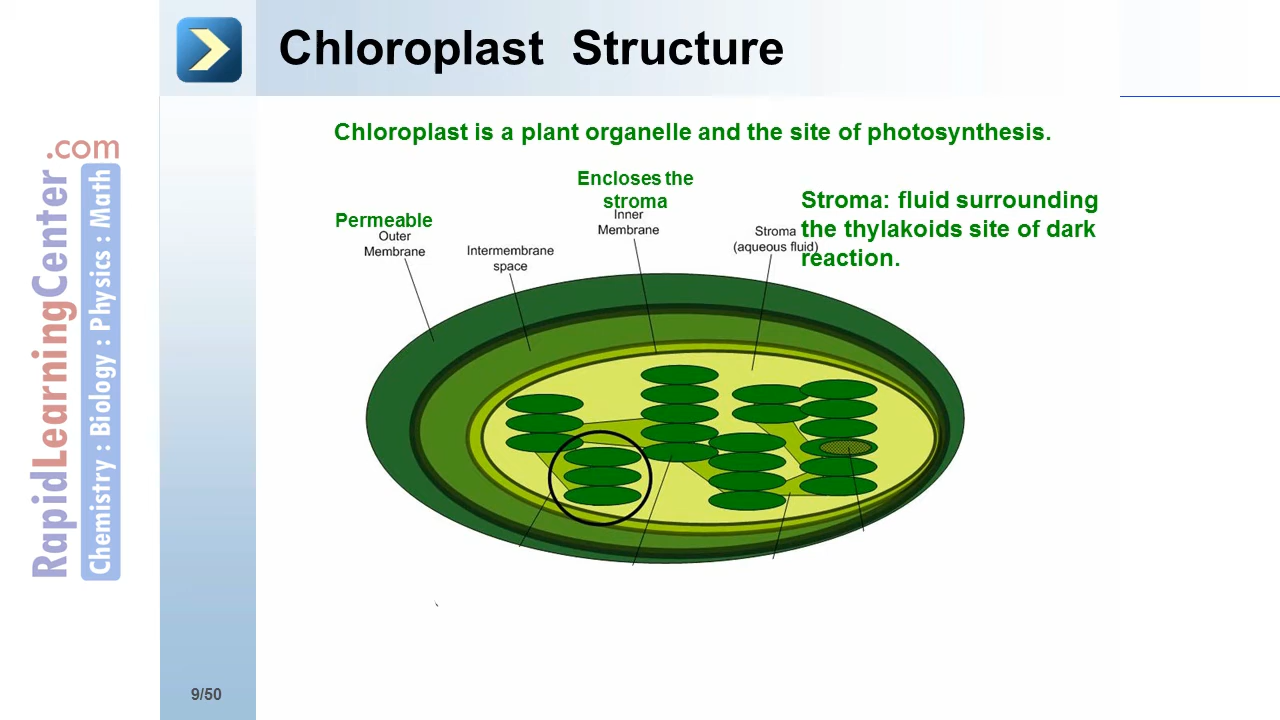 Chloroplast Structure
Chloroplast is a plant organelle and the site of photosynthesis.
Encloses the
stroma
Permeable
Stroma: fluid surrounding
the thylakoids site of dark
reaction.
Outer
Membrane
Intermembrane
space
Inner
Membrane
Stroma
(aqueous fluid)
RapidLearningCenter.com
Chemistry : Biology : Physics : Math
9/50